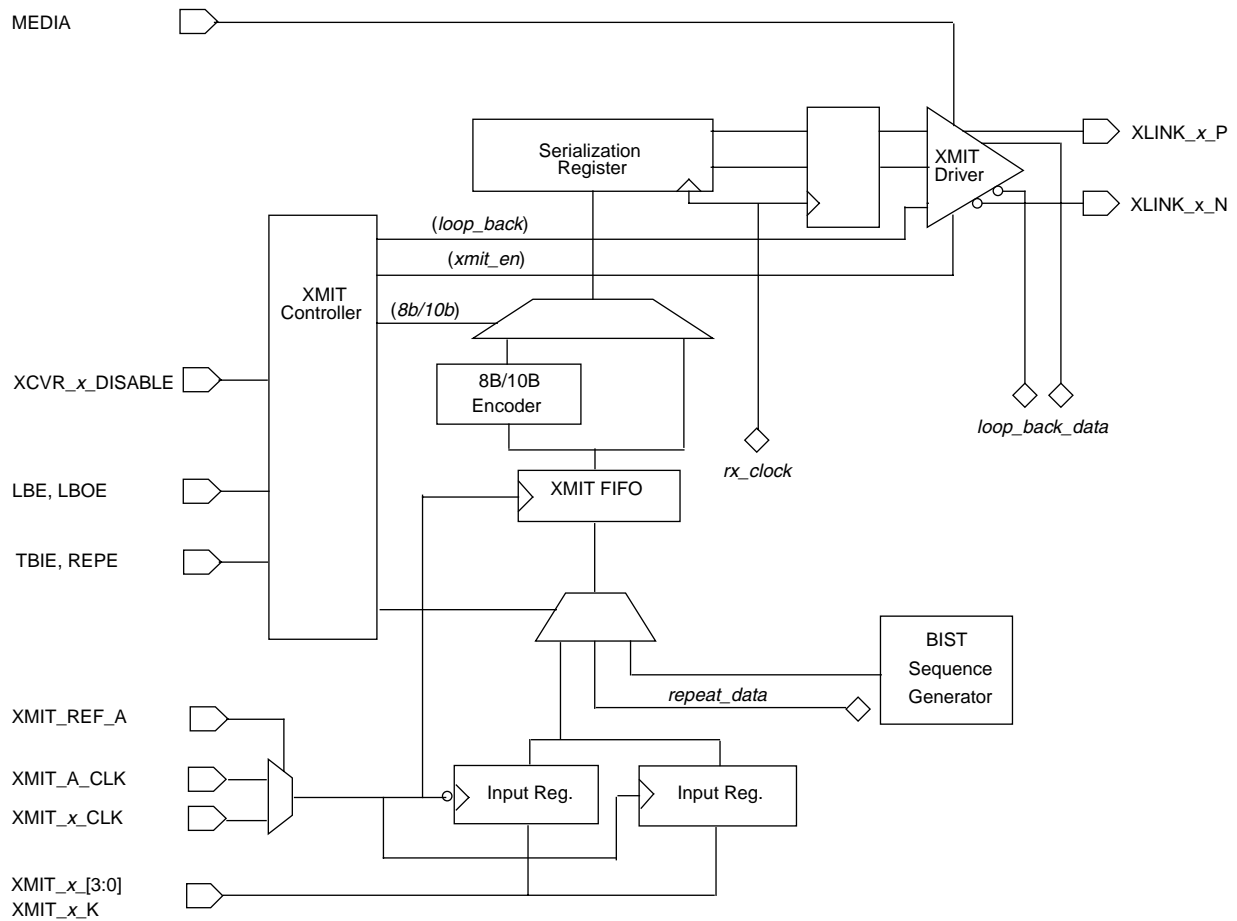 MEDIA
Serialization
Register
XMIT
Driver
XLINK_x_P
XLINK_x_N
(loop_back)
(xmit_en)
XMIT
Controller
(8b/10b)
XCVR_x_DISABLE
8B/10B
Encoder
loop_back_data
rx_clock
LBE, LBOE
XMIT FIFO
TBIE, REPE
BIST
Sequence
Generator
repeat_data
XMIT_REF_A
XMIT_A_CLK
Input Reg.
Input Reg.
XMIT_x_CLK
XMIT_x_[3:0]
XMIT_x_K